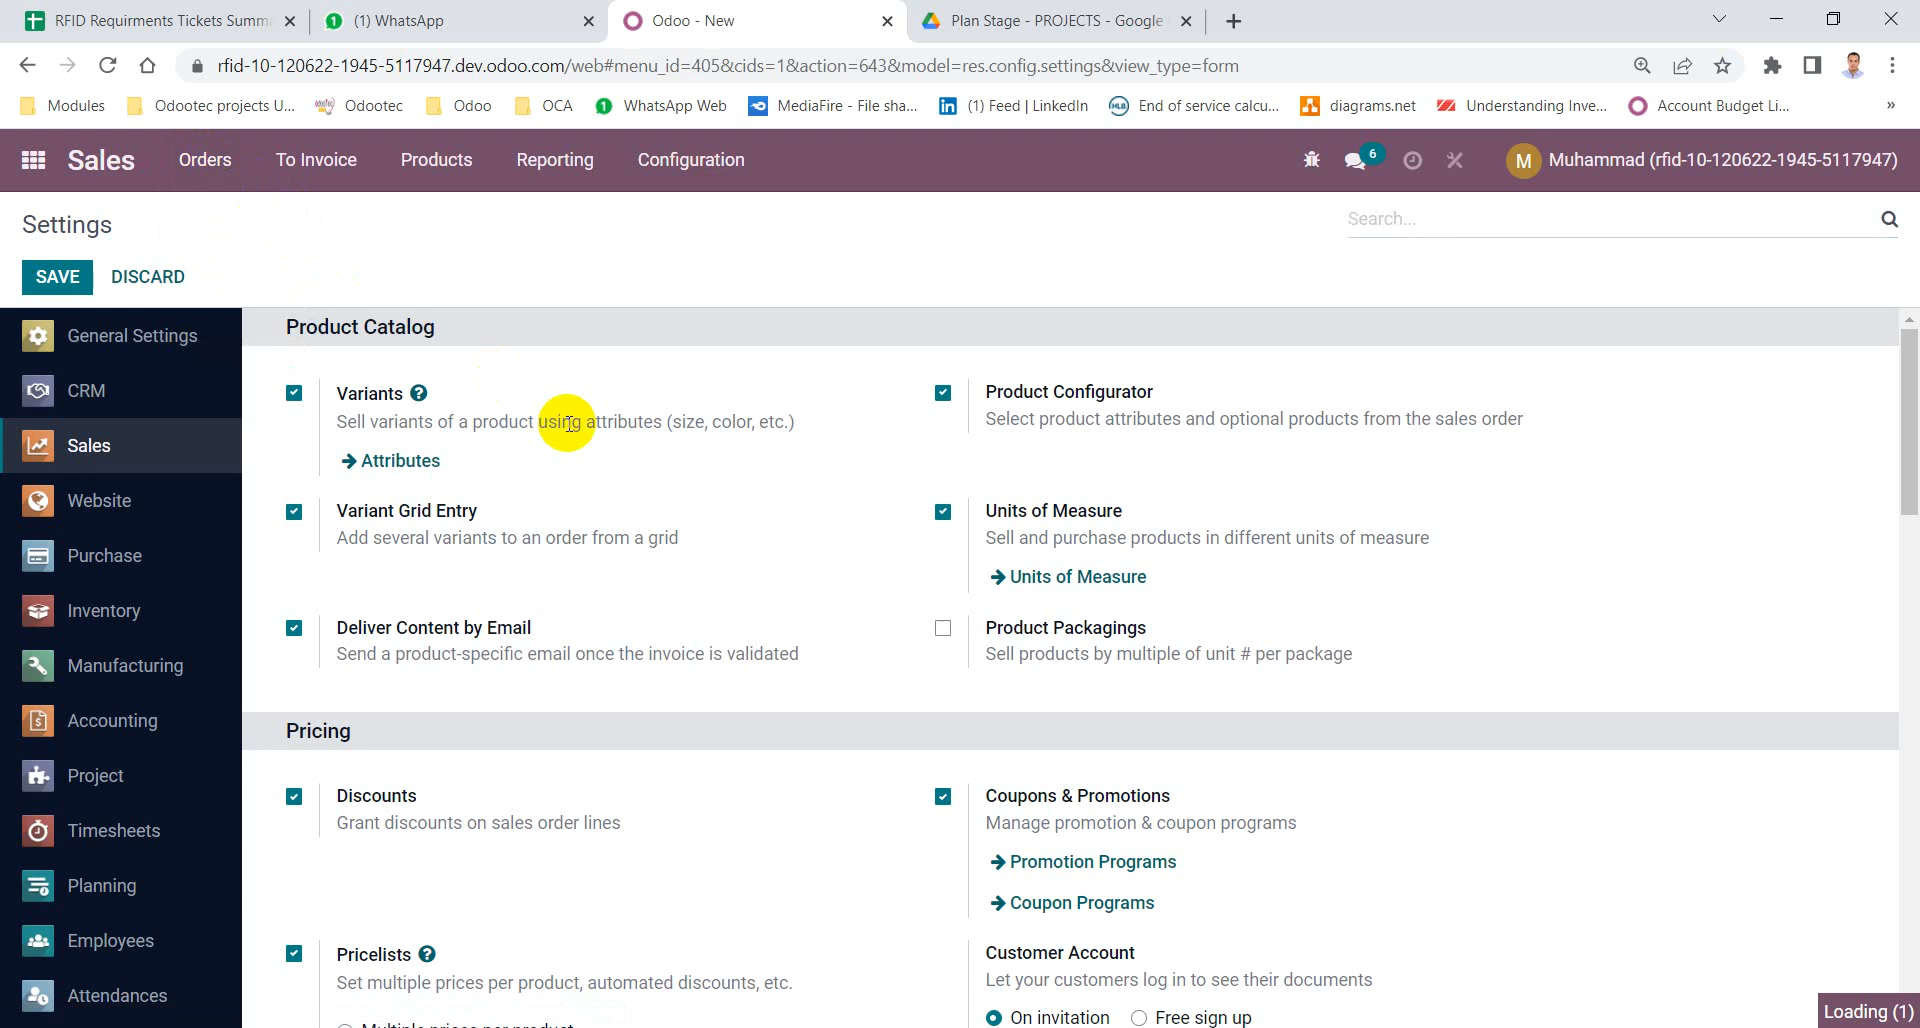 RFID Requirments Tickets Summ
(1) WhatsApp
Odoo - New
Plan Stage - PROJECTS - Google
rfid-10-120622-1945-5117947.dev.odoo.com/web#menu_id=405&cids=1&action=643&model=res.config.settings&view_type=form
Modules
Odootec projects U...
Odootec
Odoo
OCA
WhatsApp Web
MediaFire - File sha...
(1) Feed | LinkedIn
End of service calcu...
diagrams.net
Understanding Inve...
Account Budget Li...
»
Sales
Orders
To Invoice
Products
Reporting
Configuration
6
M
Muhammad (rfid-10-120622-1945-5117947)
Settings
Search...
SAVE
DISCARD
General Settings
CRM
Sales
Website
Purchase
Inventory
Manufacturing
Accounting
Project
Timesheets
Planning
Employees
Attendances
Product Catalog
Variants
Sell variants of a product using attributes (size, color, etc.)
Attributes
Product Configurator
Select product attributes and optional products from the sales order
Variant Grid Entry
Add several variants to an order from a grid
Units of Measure
Sell and purchase products in different units of measure
Units of Measure
Deliver Content by Email
Send a product-specific email once the invoice is validated
Product Packagings
Sell products by multiple of unit # per package
Pricing
Discounts
Grant discounts on sales order lines
Coupons & Promotions
Manage promotion & coupon programs
Promotion Programs
Coupon Programs
Pricelists
Set multiple prices per product, automated discounts, etc.
Multiple prices per product
Customer Account
Let your customers log in to see their documents
On invitation
Free sign up
Loading (1)